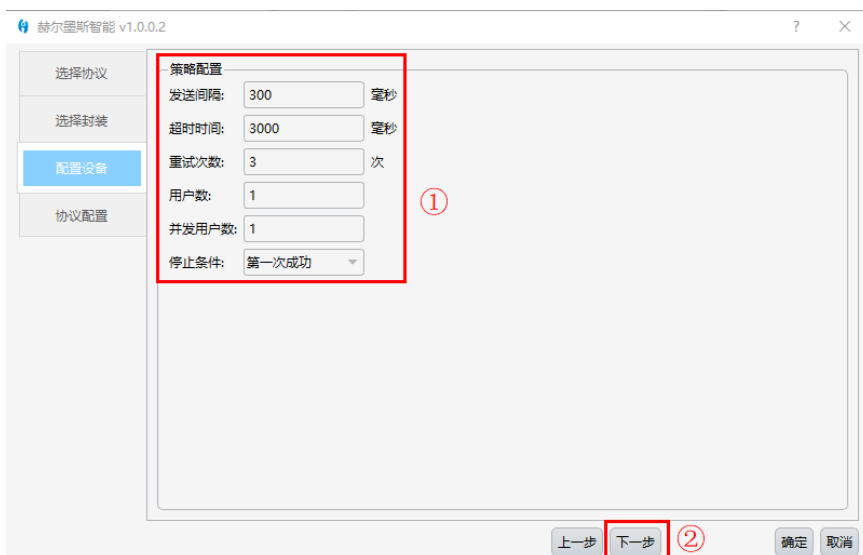 赫尔墨斯智能 v1.0.0.2
?
选择协议
选择封装
配置设备
协议配置
策略配置
发送间隔: 300 毫秒
超时时间: 3000 毫秒
重试次数: 3 次
用户数: 1
并发用户数: 1
停止条件: 第一次成功
①
上一步 下一步 ② 确定 取消